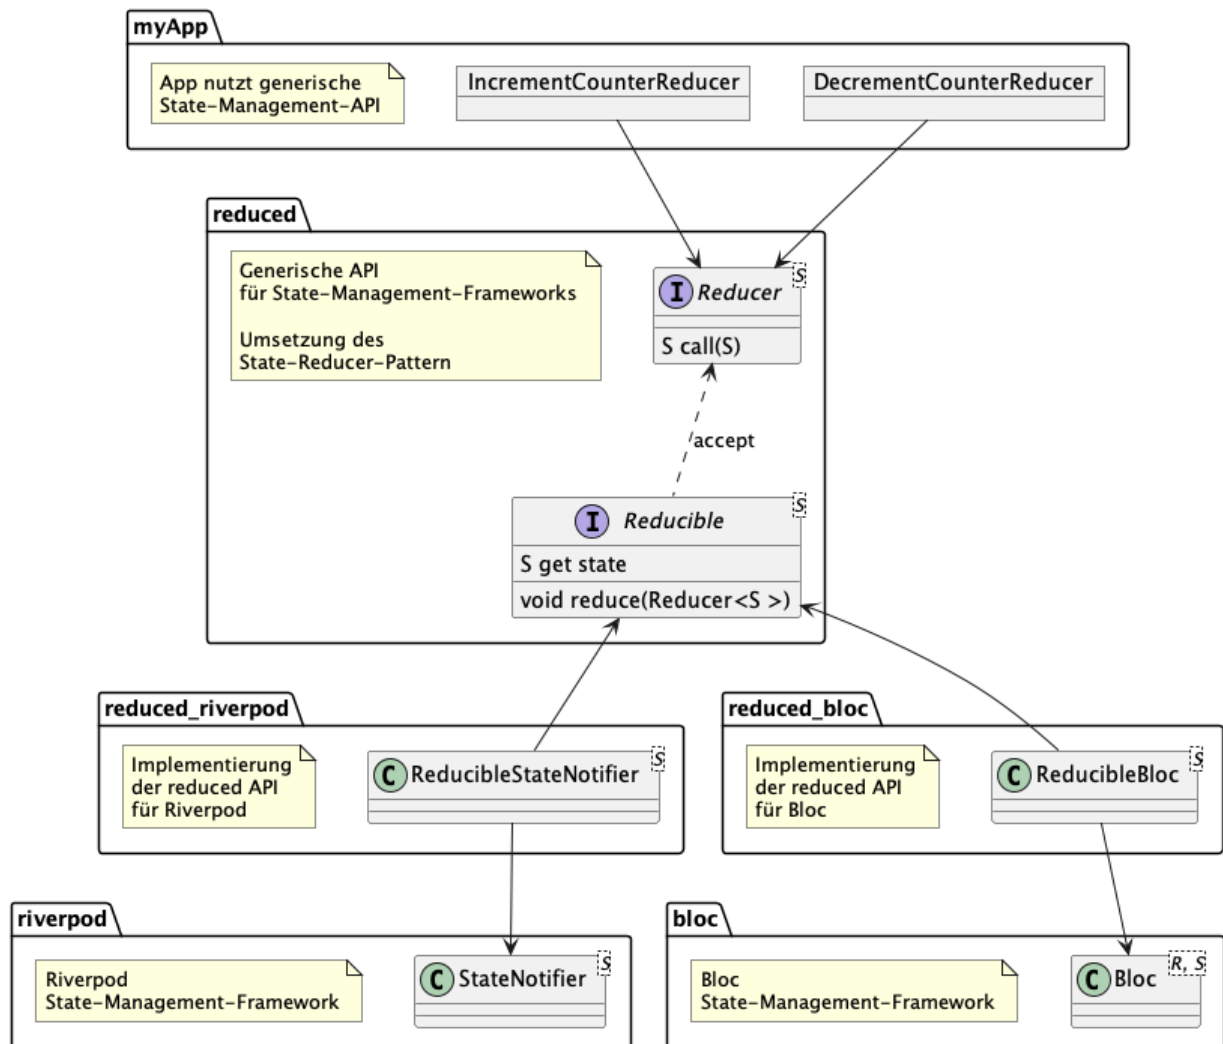 myApp
App nutzt generische
State-Management-API
IncrementCounterReducer
DecrementCounterReducer
reduced
Generische API
für State-Management-Frameworks
Umsetzung des
State-Reducer-Pattern
I Reducer S
S call(S)
accept
I Reducible S
S get state
void reduce(Reducer<S >)
reduced_riverpod
Implementierung
der reduced API
für Riverpod
C ReducibleStateNotifier S
reduced_bloc
Implementierung
der reduced API
für Bloc
C ReducibleBloc S
riverpod
Riverpod
State-Management-Framework
C StateNotifier S
bloc
Bloc
State-Management-Framework
C Bloc R, S